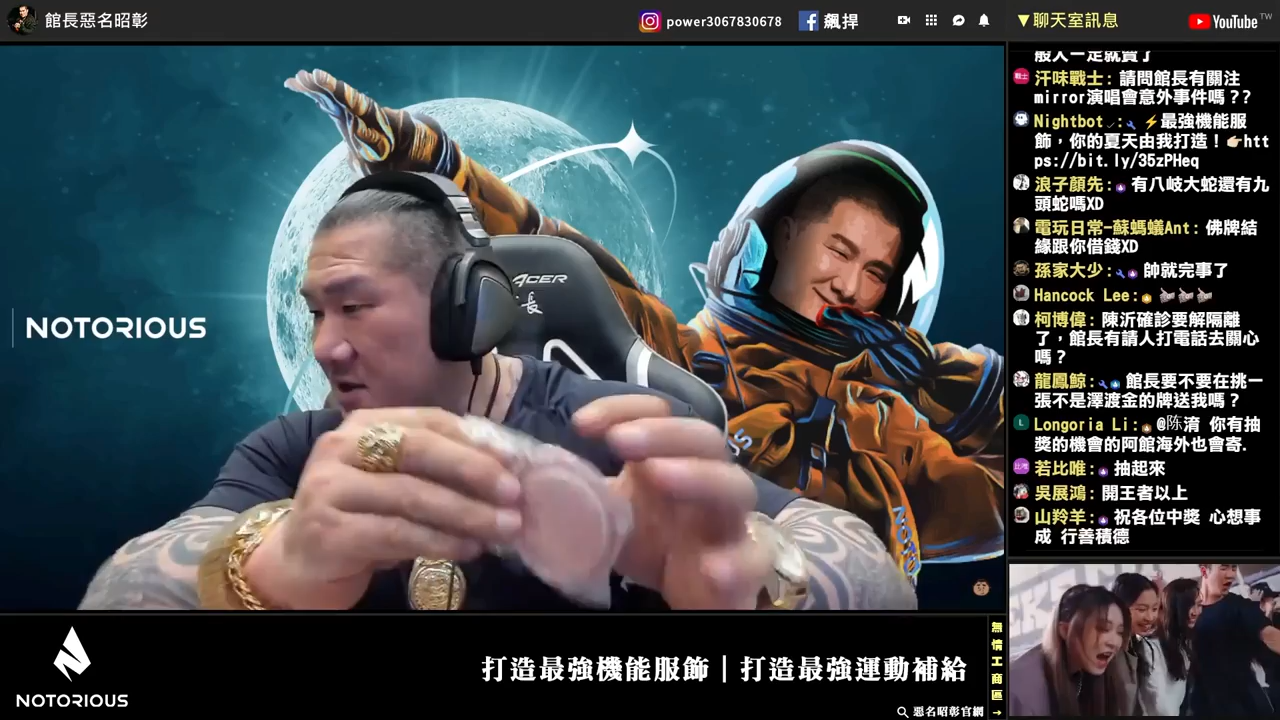 館長惡名昭彰
power3067830678
飆捍
▼聊天室訊息
YouTube TW
般人一定就賣了
汗味戰士: 請問館長有關注
mirror演唱會意外事件嗎??
Nightbot: ⚡最強機能服
飾,你的夏天由我打造!👉🏻htt
ps://bit.ly/35zPHeq
浪子顏先: 有八岐大蛇還有九
頭蛇嗎XD
電玩日常-蘇螞蟻Ant: 佛牌結
緣跟你借錢XD
孫家大少: 帥就完事了
Hancock Lee:
柯博偉: 陳沂確診要解隔離
了,館長有請人打電話去關心
嗎?
龍鳳鯨: 館長要不要在挑一
張不是澤渡金的牌送我嗎?
Longoria Li: @陈淯 你有抽
獎的機會的阿館海外也會寄.
若比唯: 抽起來
吳展鴻: 開王者以上
山羚羊: 祝各位中獎 心想事
成 行善積德
NOTORIOUS
ACER
長
NOTORIOUS
打造最強機能服飾|打造最強運動補給
無情工商區→
惡名昭彰官網